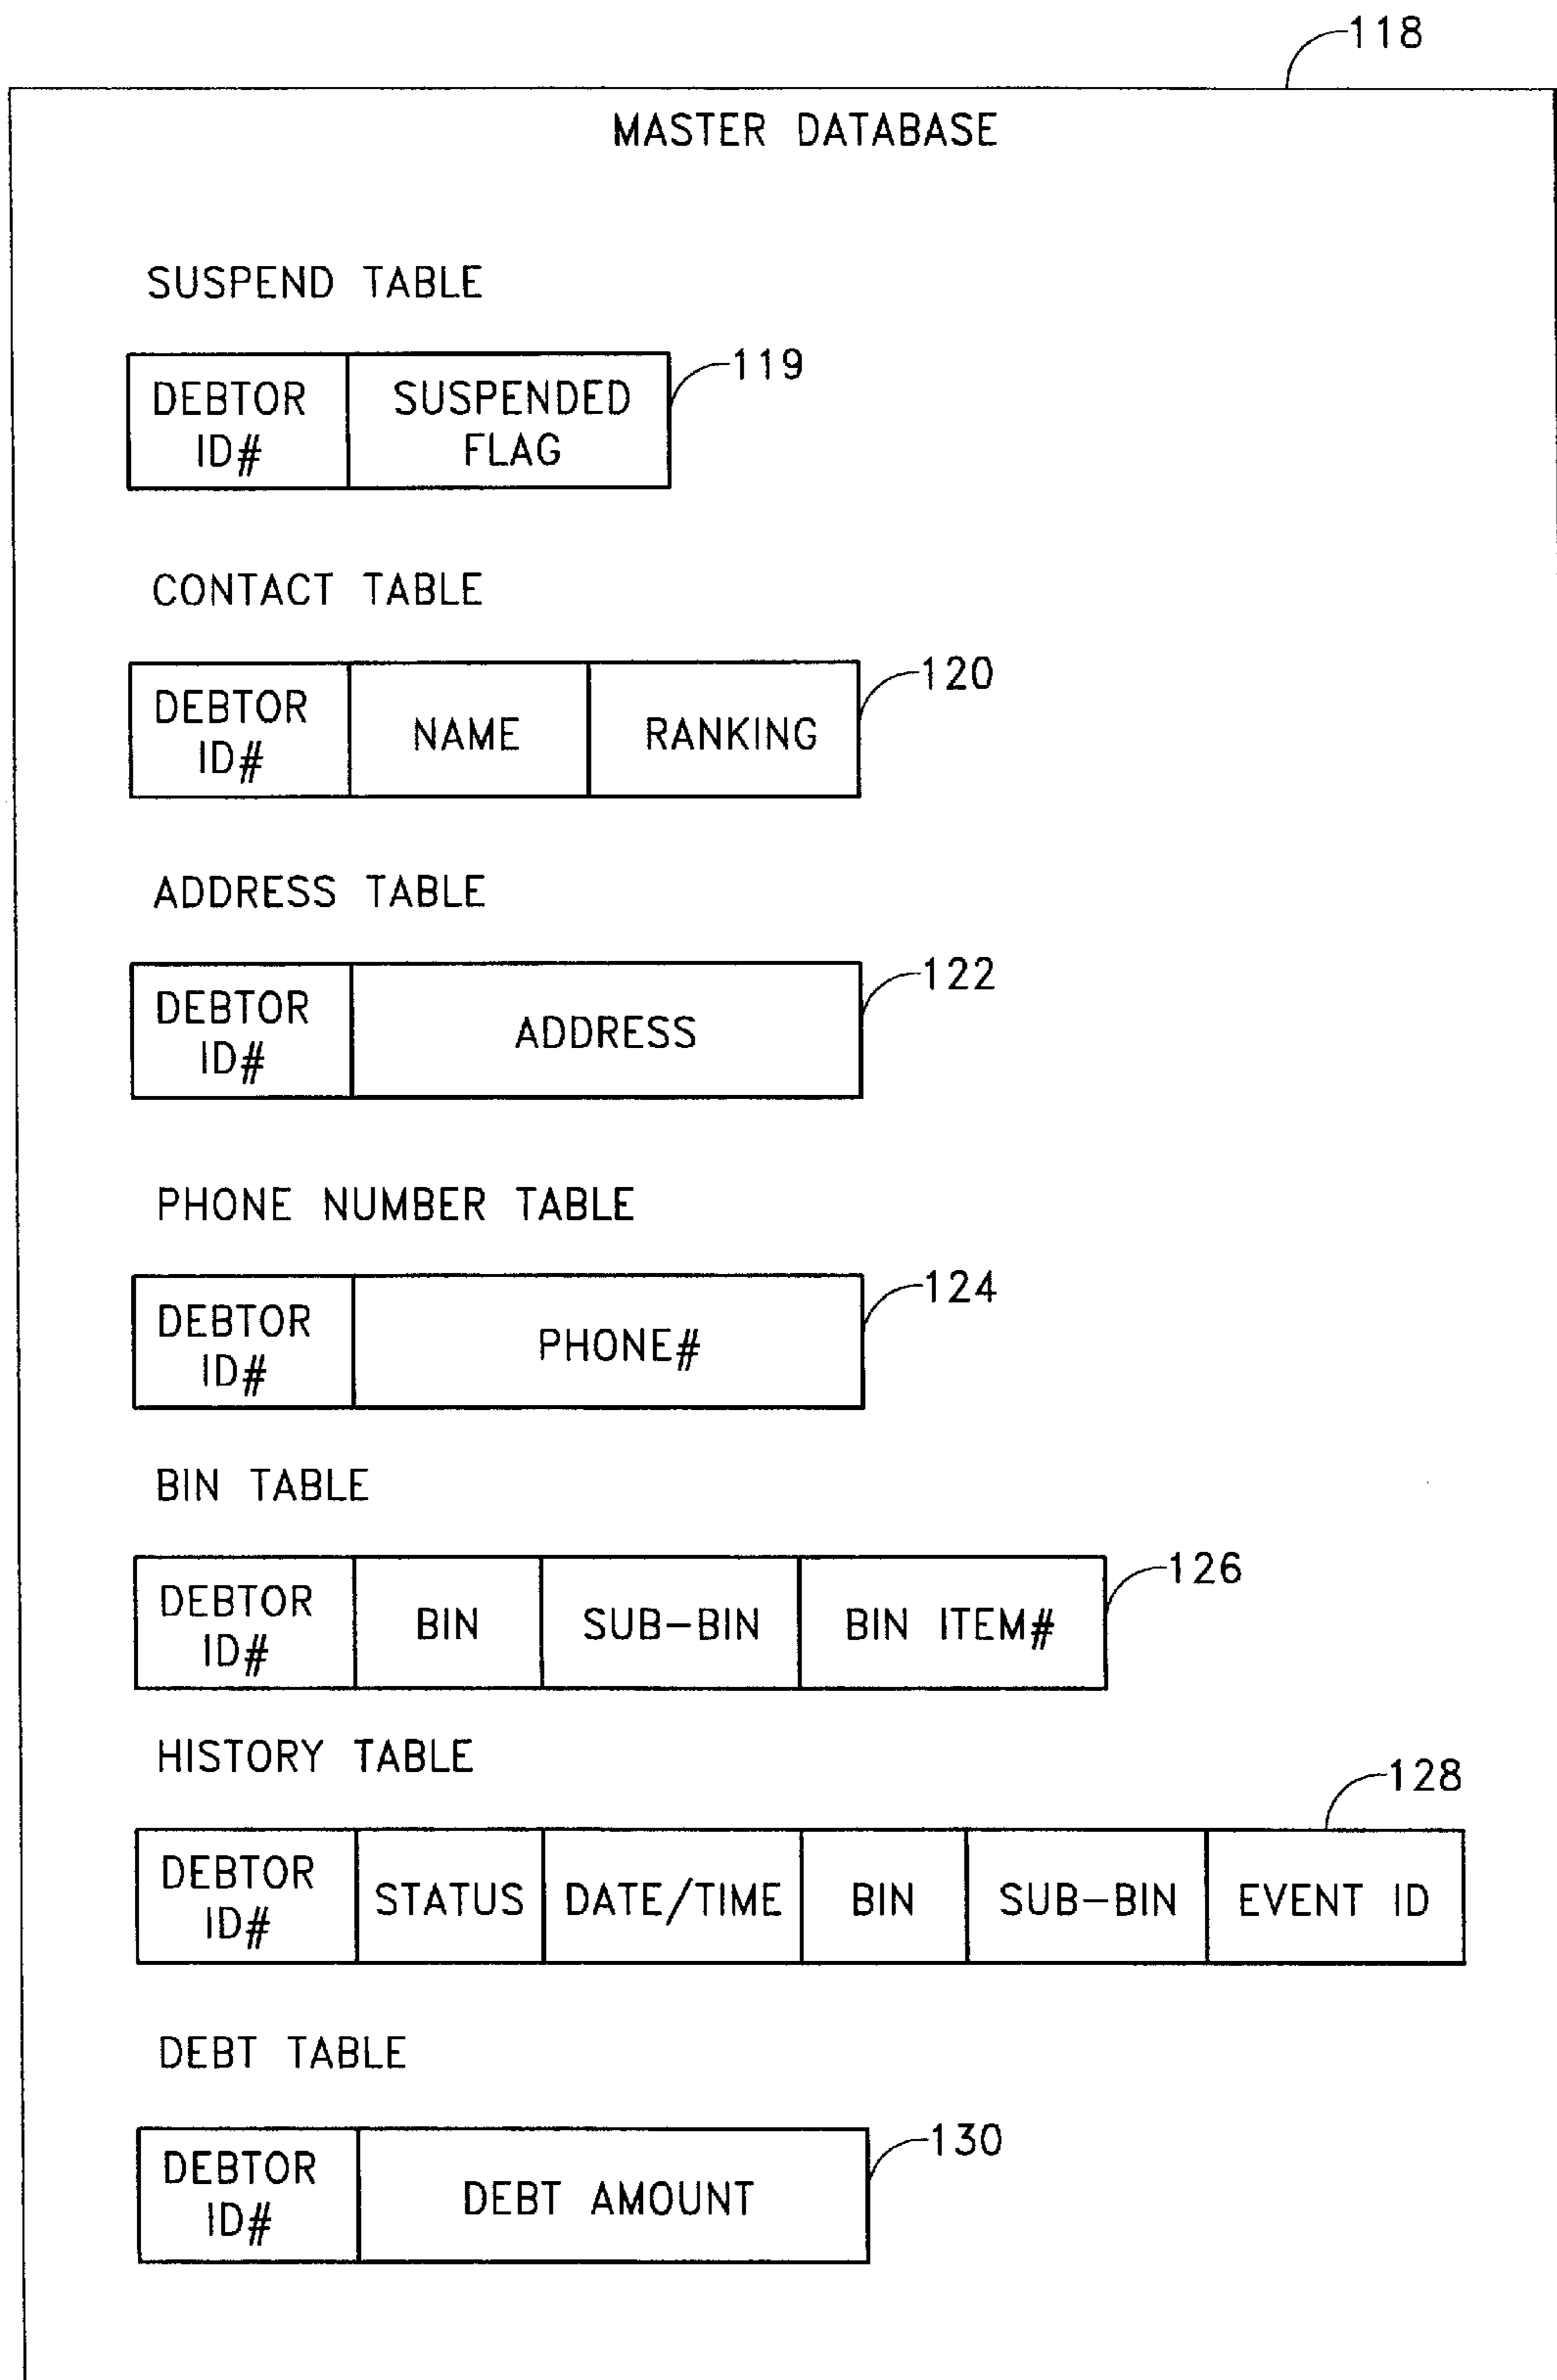 118
MASTER DATABASE
SUSPEND TABLE
119
DEBTOR ID#
SUSPENDED FLAG
CONTACT TABLE
120
DEBTOR ID#
NAME
RANKING
ADDRESS TABLE
122
DEBTOR ID#
ADDRESS
PHONE NUMBER TABLE
124
DEBTOR ID#
PHONE#
BIN TABLE
126
DEBTOR ID#
BIN
SUB-BIN
BIN ITEM#
HISTORY TABLE
128
DEBTOR ID#
STATUS
DATE/TIME
BIN
SUB-BIN
EVENT ID
DEBT TABLE
130
DEBTOR ID#
DEBT AMOUNT